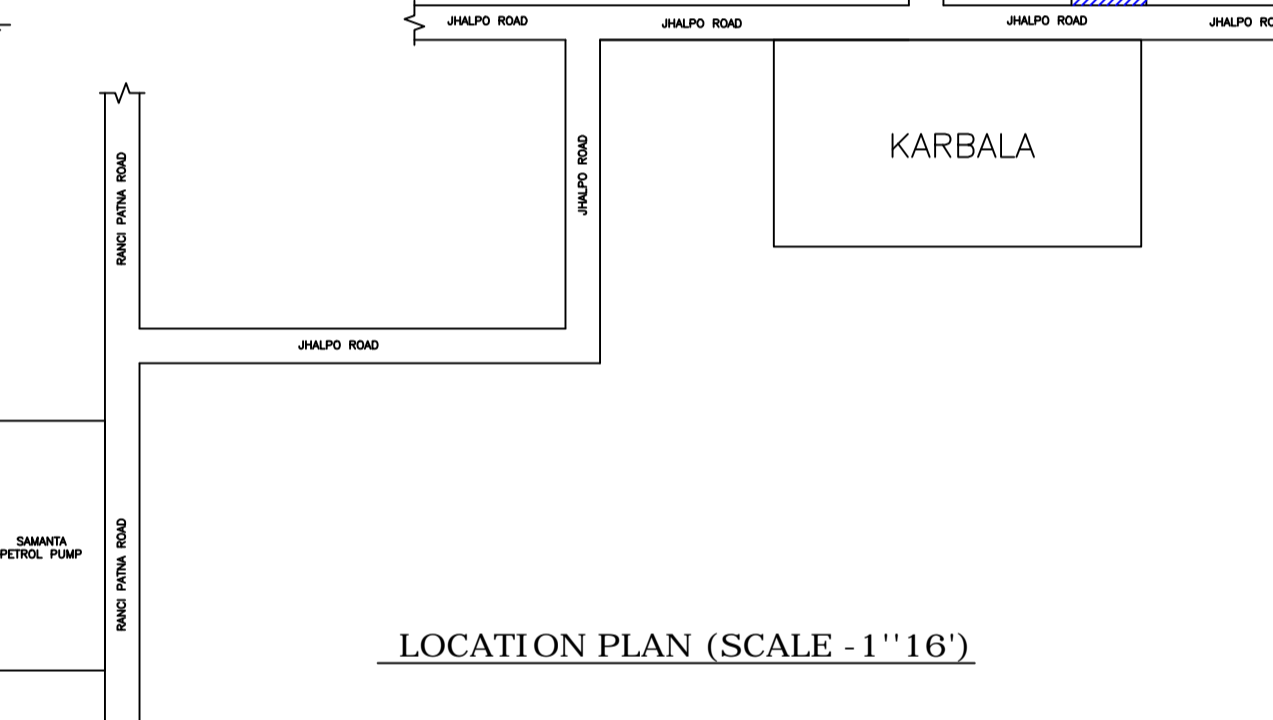 JHALPO ROAD
JHALPO ROAD
JHALPO ROAD
JHALPO
RANCI PATNA ROAD
JHALPO ROAD
KARBALA
JHALPO ROAD
SAMANTA
PETROL PUMP
RANCI PATNA ROAD
LOCATION PLAN (SCALE -1''16')